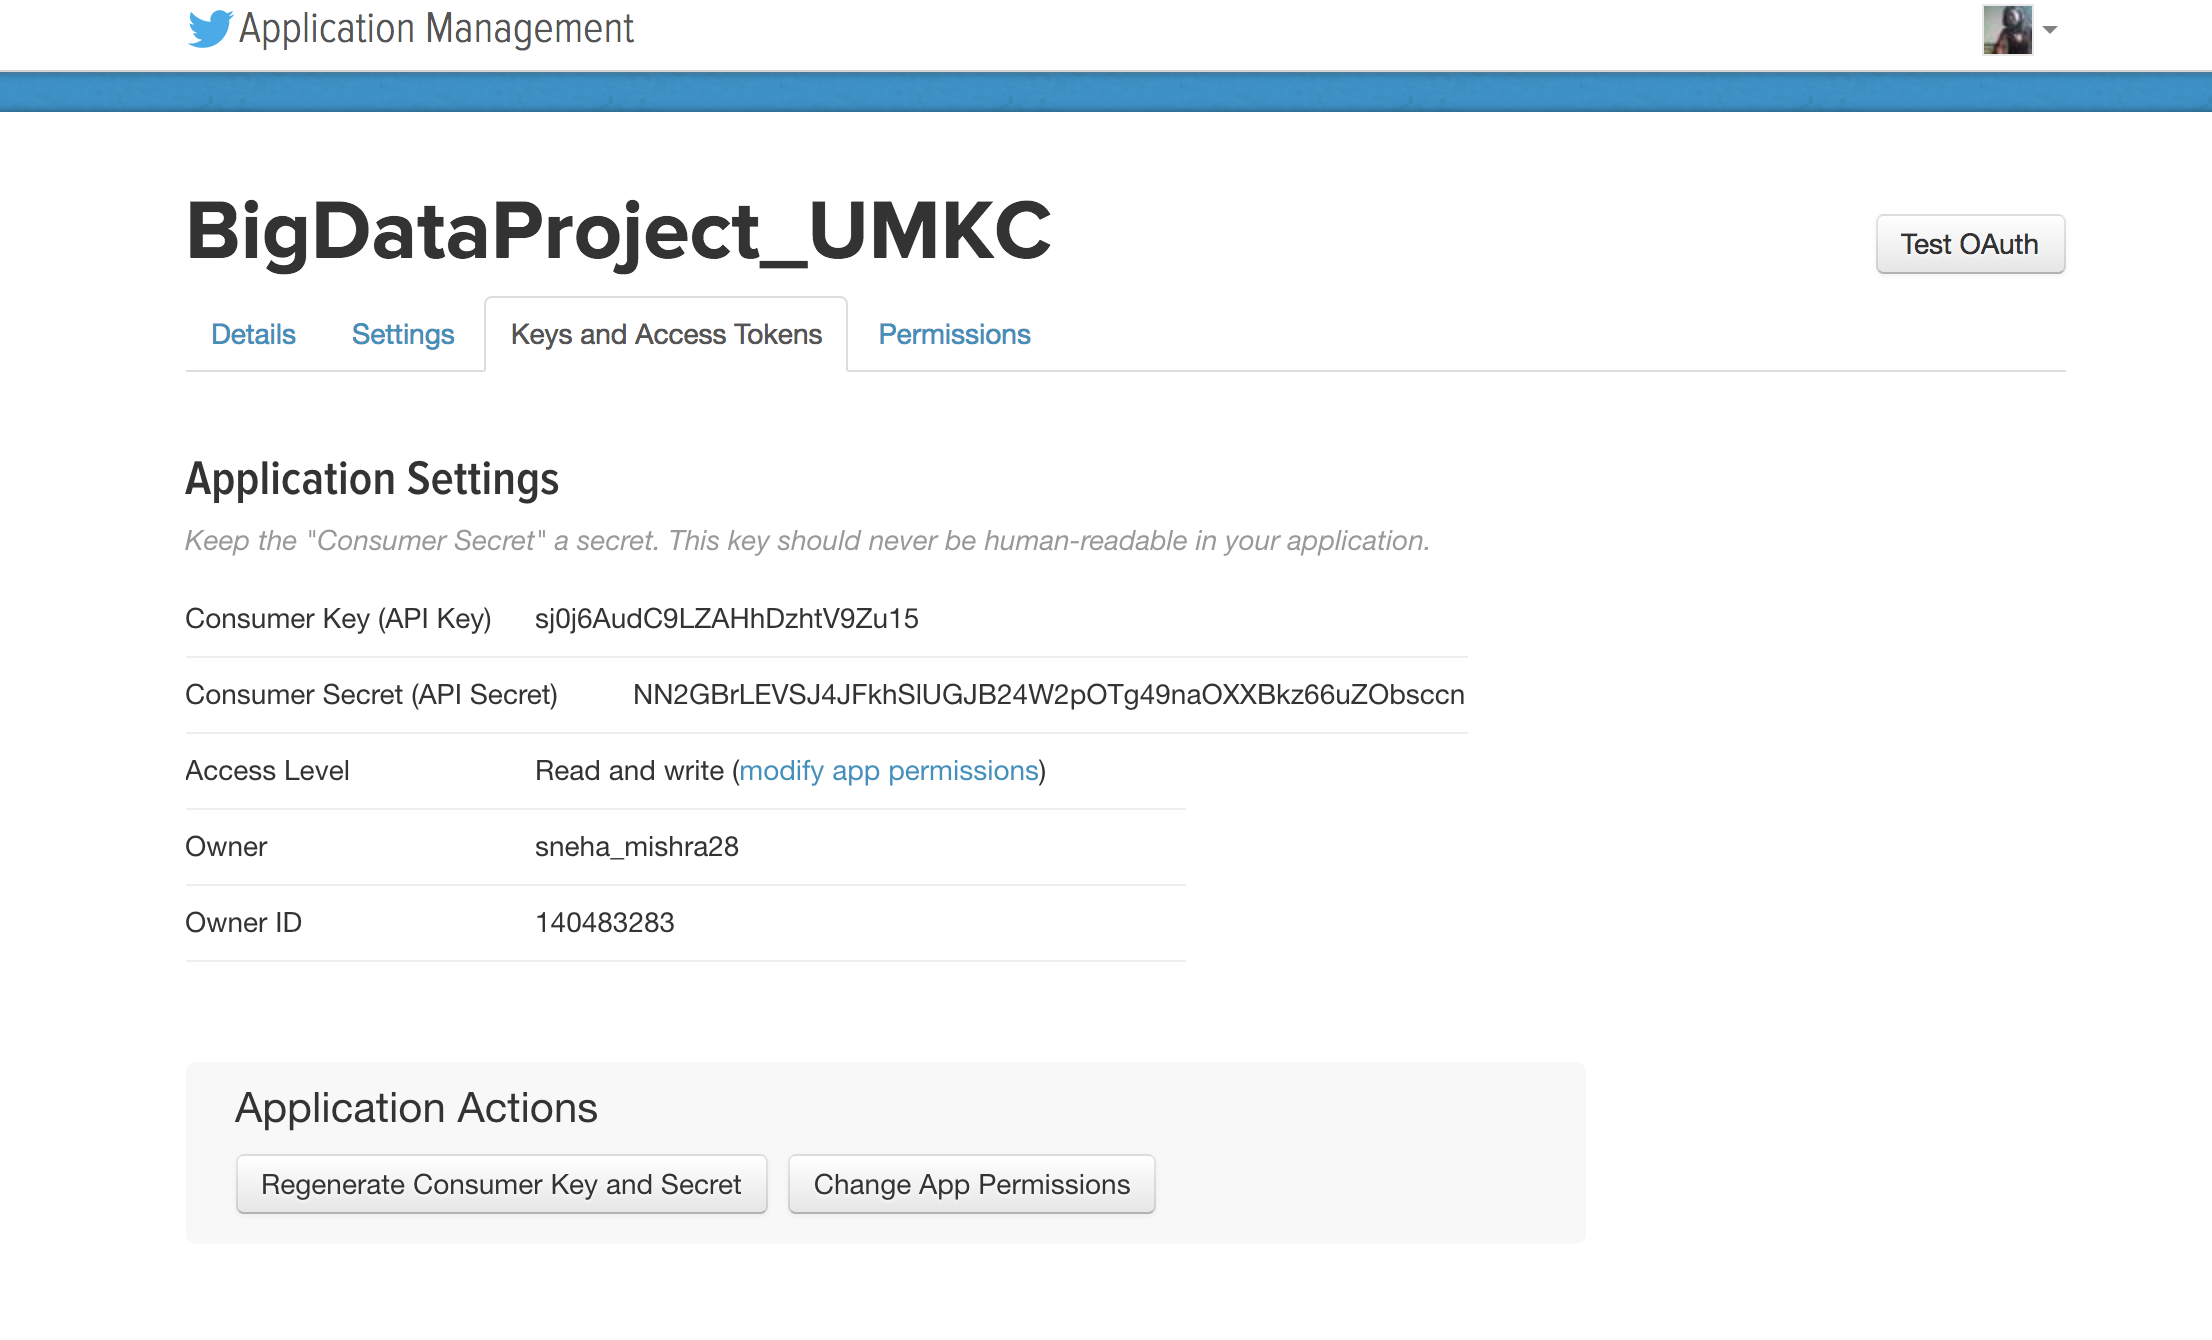 Application Management
BigDataProject_UMKC
Test OAuth
Details Settings Keys and Access Tokens Permissions
Application Settings
Keep the "Consumer Secret" a secret. This key should never be human-readable in your application.
Consumer Key (API Key) sj0j6AudC9LZAHhDzhtV9Zu15
Consumer Secret (API Secret) NN2GBrLEVSJ4JFkhSlUGJB24W2pOTg49naOXXBkz66uZObsccn
Access Level Read and write (modify app permissions)
Owner sneha_mishra28
Owner ID 140483283
Application Actions
Regenerate Consumer Key and Secret Change App Permissions